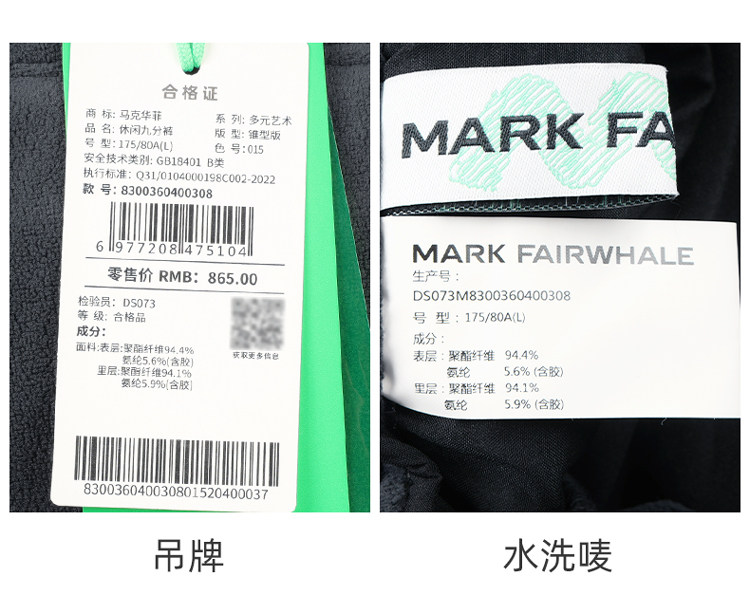 合格证
商 标: 马克华菲
系 列: 多元艺术
品 名: 休闲九分裤
版 型: 锥型版
号 型: 175/80A(L)
色 号: 015
安全技术类别: GB18401 B类
执行标准: Q31/0104000198C002-2022
款 号: 8300360400308
6 977208 475104
零售价 RMB: 865.00
检验员: DS073
等 级: 合格品
成分:
面料:表层:聚酯纤维94.4%
氨纶5.6%(含胶)
里层:聚酯纤维94.1%
氨纶5.9%(含胶)
获取更多信息
830036040030801520400037
吊牌
MARK FA
MARK FAIRWHALE
生产号:
DS073M8300360400308
号 型: 175/80A(L)
成分:
表层: 聚酯纤维 94.4%
氨纶 5.6% (含胶)
里层: 聚酯纤维 94.1%
氨纶 5.9% (含胶)
水洗唛